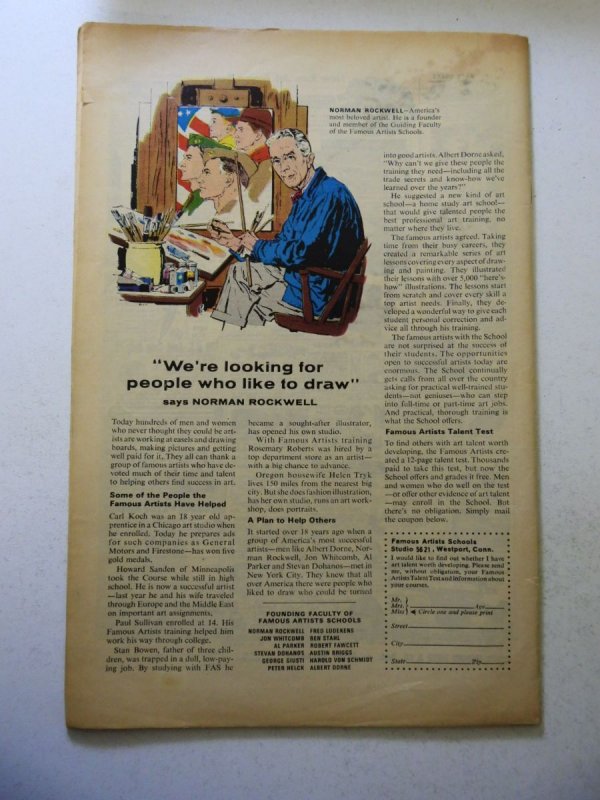 NORMAN ROCKWELL—America's
most beloved artist. He is a founder
and member of the Guiding Faculty
of the Famous Artists Schools.
"We're looking for
people who like to draw"
says NORMAN ROCKWELL
Today hundreds of men and women
who never thought they could be art-
ists are working at easels and drawing
boards, making pictures and getting
well paid for it. They all can thank a
group of famous artists who have de-
voted much of their time and talent
to helping others find success in art.
Some of the People the
Famous Artists Have Helped
Carl Koch was an 18 year old ap-
prentice in a Chicago art studio when
he enrolled. Today he prepares ads
for such companies as General
Motors and Firestone—has won five
gold medals.
Howard Sanden of Minneapolis
took the Course while still in high
school. He is now a successful artist
—last year he and his wife traveled
through Europe and the Middle East
on important art assignments.
Paul Sullivan enrolled at 14. His
Famous Artists training helped him
work his way through college.
Stan Bowen, father of three chil-
dren, was trapped in a dull, low-pay-
ing job. By studying with FAS he
became a sought-after illustrator,
has opened his own studio.
With Famous Artists training
Rosemary Roberts was hired by a
top department store as an artist—
with a big chance to advance.
Oregon housewife Helen Tryk
lives 150 miles from the nearest big
city. But she does fashion illustration,
has her own studio, runs an art work-
shop, does portraits.
A Plan to Help Others
It started over 18 years ago when a
group of America's most successful
artists—men like Albert Dorne, Nor-
man Rockwell, Jon Whitcomb, Al
Parker and Stevan Dohanos—met in
New York City. They knew that all
over America there were people who
liked to draw who could be turned
FOUNDING FACULTY OF
FAMOUS ARTISTS SCHOOLS
NORMAN ROCKWELL FRED LUDEKENS
JON WHITCOMB BEN STAHL
AL PARKER ROBERT FAWCETT
STEVAN DOHANOS AUSTIN BRIGGS
GEORGE GIUSTI HAROLD VON SCHMIDT
PETER HELCK ALBERT DORNE
into good artists. Albert Dorne asked,
"Why can't we give these people the
training they need—including all the
trade secrets and know-how we've
learned over the years?"
He suggested a new kind of art
school—a home study art school—
that would give talented people the
best professional art training, no
matter where they live.
The famous artists agreed. Taking
time from their busy careers, they
created a remarkable series of art
lessons covering every aspect of draw-
ing and painting. They illustrated
their lessons with over 5,000 "here's
how" illustrations. The lessons start
from scratch and cover every skill a
top artist needs. Finally, they de-
veloped a wonderful way to give each
student personal correction and ad-
vice all through his training.
The famous artists with the School
are not surprised at the success of
their students. The opportunities
open to successful artists today are
enormous. The School continually
gets calls from all over the country
asking for practical well-trained stu-
dents—not geniuses—who can step
into full-time or part-time art jobs.
And practical, thorough training is
what the School offers.
Famous Artists Talent Test
To find others with art talent worth
developing, the Famous Artists cre-
ated a 12-page talent test. Thousands
paid to take this test, but now the
School offers and grades it free. Men
and women who do well on the test
—or offer other evidence of art talent
—may enroll in the School. But
there's no obligation. Simply mail
the coupon below.
Famous Artists Schools
Studio 5621, Westport, Conn.
I would like to find out whether I have
art talent worth developing. Please send
me, without obligation, your Famous
Artists Talent Test and information about
your courses.
Mr.
Mrs. Age
Miss Circle one and please print
Street
City
State Zip